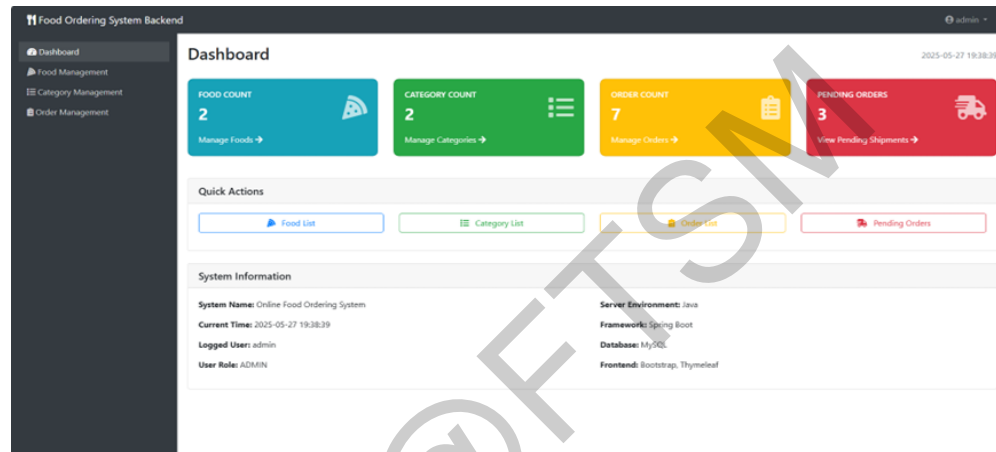 Food Ordering System Backend
admin
Dashboard
Food Management
Category Management
Order Management
Dashboard
2025-05-27 19:38:39
FOOD COUNT
2
Manage Foods →
CATEGORY COUNT
2
Manage Categories →
ORDER COUNT
7
Manage Orders →
PENDING ORDERS
3
View Pending Shipments →
Quick Actions
Food List
Category List
Order List
Pending Orders
System Information
System Name: Online Food Ordering System
Server Environment: Java
Current Time: 2025-05-27 19:38:39
Framework: Spring Boot
Logged User: admin
Database: MySQL
User Role: ADMIN
Frontend: Bootstrap, Thymeleaf
@FTSM